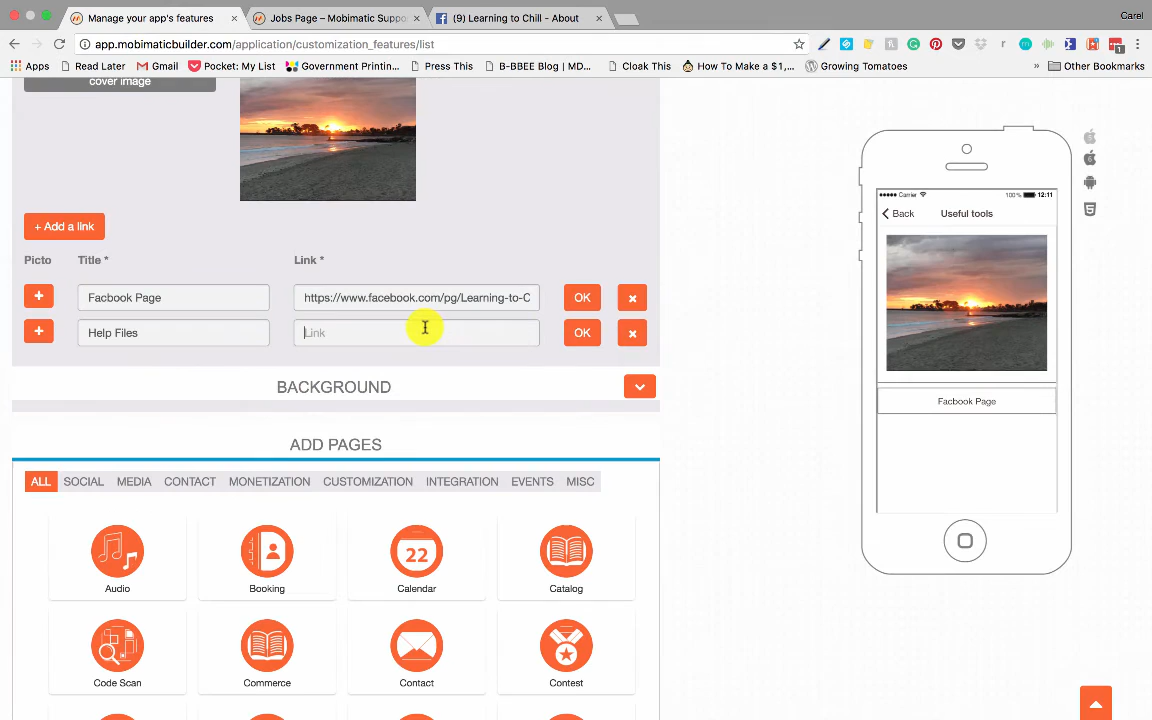 Manage your app's features
Jobs Page – Mobimatic Suppo
(9) Learning to Chill - About
Carel
app.mobimaticbuilder.com/application/customization_features/list
Apps
Read Later
Gmail
Pocket: My List
Government Printin...
Press This
B-BBEE Blog | MD...
Cloak This
How To Make a $1,...
Growing Tomatoes
»
Other Bookmarks
cover image
+ Add a link
Picto
Title *
Link *
Facbook Page
https://www.facebook.com/pg/Learning-to-C
OK
Help Files
Link
OK
BACKGROUND
ADD PAGES
ALL
SOCIAL
MEDIA
CONTACT
MONETIZATION
CUSTOMIZATION
INTEGRATION
EVENTS
MISC
Audio
Booking
22
Calendar
Catalog
Code Scan
Commerce
Contact
Contest
Carrier
100%
12:11
Back
Useful tools
Facbook Page